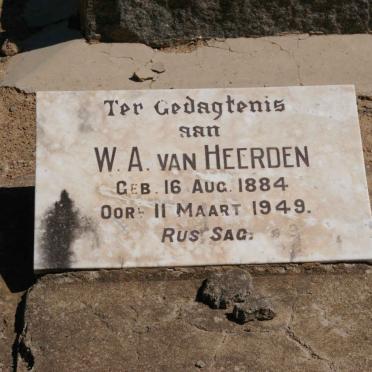 Ter Gedagtenis
aan
W. A. VAN HEERDEN
GEB. 16 AUG. 1884
OOR. 11 MAART 1949.
RUS SAG.